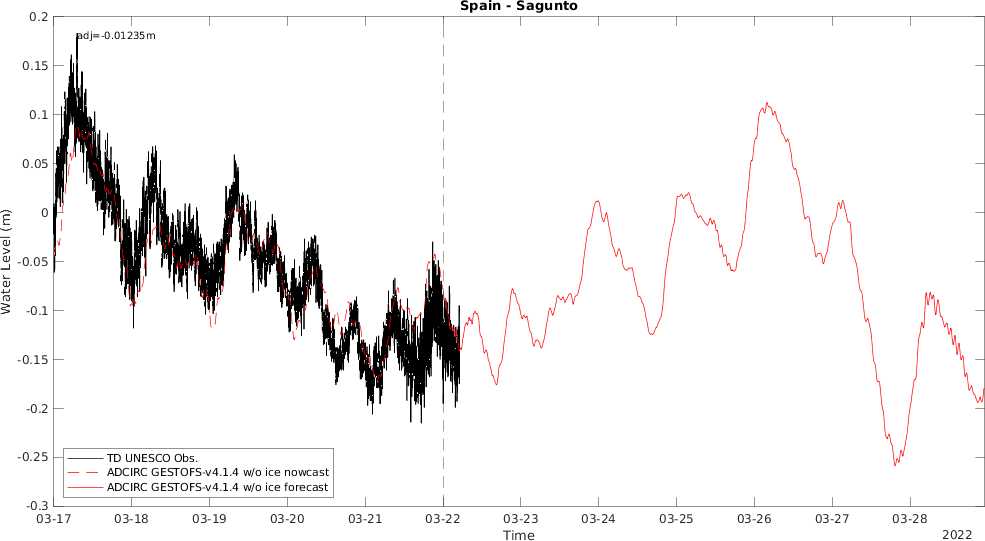 Spain - Sagunto
adj=-0.01235m
0.2
0.15
0.1
0.05
0
-0.05
-0.1
-0.15
-0.2
-0.25
-0.3
Water Level (m)
TD UNESCO Obs.
ADCIRC GESTOFS-v4.1.4 w/o ice nowcast
ADCIRC GESTOFS-v4.1.4 w/o ice forecast
03-17 03-18 03-19 03-20 03-21 03-22 03-23 03-24 03-25 03-26 03-27 03-28
Time
2022